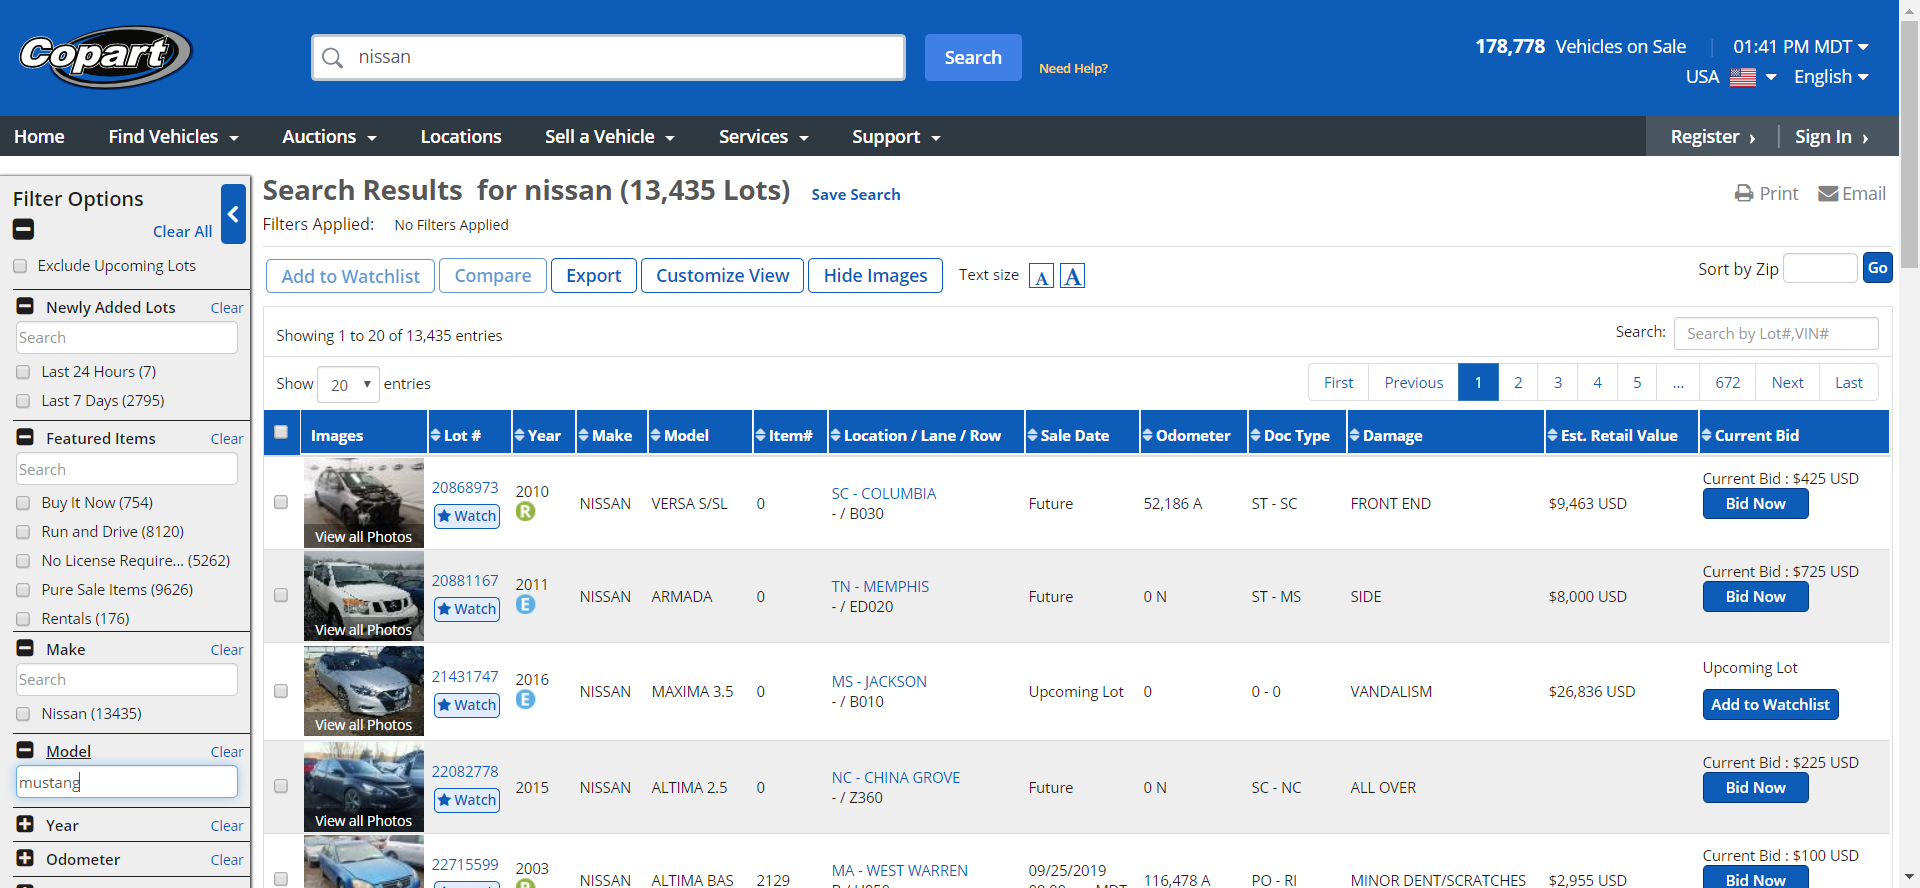 Copart
nissan
Search
Need Help?
178,778 Vehicles on Sale
01:41 PM MDT
USA
English
Home
Find Vehicles
Auctions
Locations
Sell a Vehicle
Services
Support
Register ›
Sign In ›
Filter Options
Clear All
Exclude Upcoming Lots
Newly Added Lots Clear
Search
Last 24 Hours (7)
Last 7 Days (2795)
Featured Items Clear
Search
Buy It Now (754)
Run and Drive (8120)
No License Require... (5262)
Pure Sale Items (9626)
Rentals (176)
Make Clear
Search
Nissan (13435)
Model Clear
mustang
Year Clear
Odometer Clear
Search Results for nissan (13,435 Lots) Save Search
Print Email
Filters Applied: No Filters Applied
Add to Watchlist Compare Export Customize View Hide Images Text size A A
Sort by Zip Go
Showing 1 to 20 of 13,435 entries
Search: Search by Lot#,VIN#
Show 20 entries
First Previous 1 2 3 4 5 ... 672 Next Last
Images Lot # Year Make Model Item# Location / Lane / Row Sale Date Odometer Doc Type Damage Est. Retail Value Current Bid
View all Photos
20868973
Watch
2010
R
NISSAN VERSA S/SL 0
SC - COLUMBIA
- / B030
Future 52,186 A ST - SC FRONT END $9,463 USD
Current Bid : $425 USD
Bid Now
View all Photos
20881167
Watch
2011
E
NISSAN ARMADA 0
TN - MEMPHIS
- / ED020
Future 0 N ST - MS SIDE $8,000 USD
Current Bid : $725 USD
Bid Now
View all Photos
21431747
Watch
2016
E
NISSAN MAXIMA 3.5 0
MS - JACKSON
- / B010
Upcoming Lot 0 0 - 0 VANDALISM $26,836 USD
Upcoming Lot
Add to Watchlist
View all Photos
22082778
Watch
2015
NISSAN ALTIMA 2.5 0
NC - CHINA GROVE
- / Z360
Future 0 N SC - NC ALL OVER $225 USD
Current Bid : $225 USD
Bid Now
22715599
2003
NISSAN ALTIMA BAS 2129
MA - WEST WARREN
09/25/2019
116,478 A PO - RI MINOR DENT/SCRATCHES $2,955 USD
Current Bid : $100 USD
Bid Now